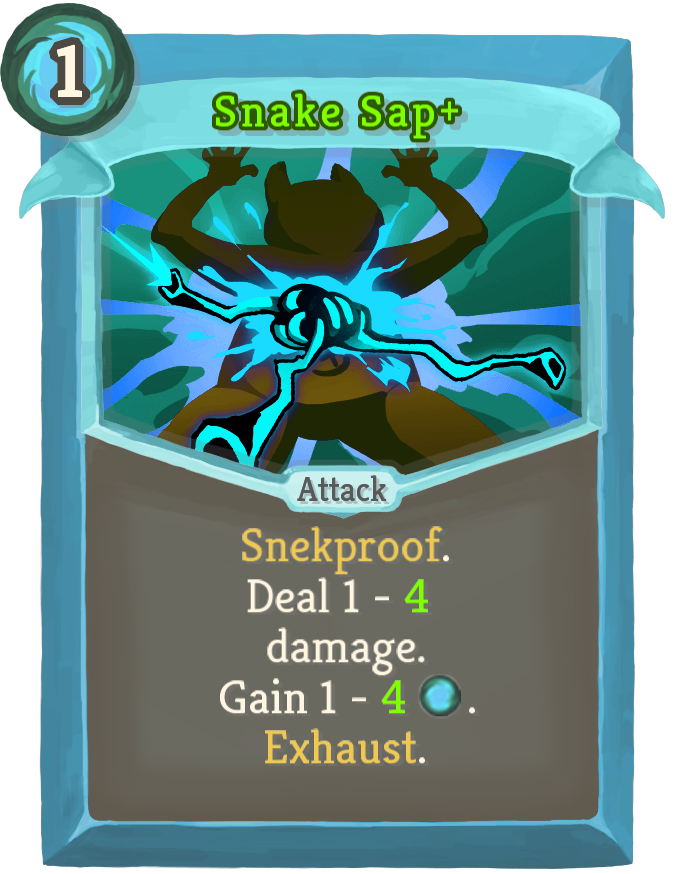 1
Snake Sap+
Attack
Snekproof.
Deal 1 - 4
damage.
Gain 1 - 4 .
Exhaust.